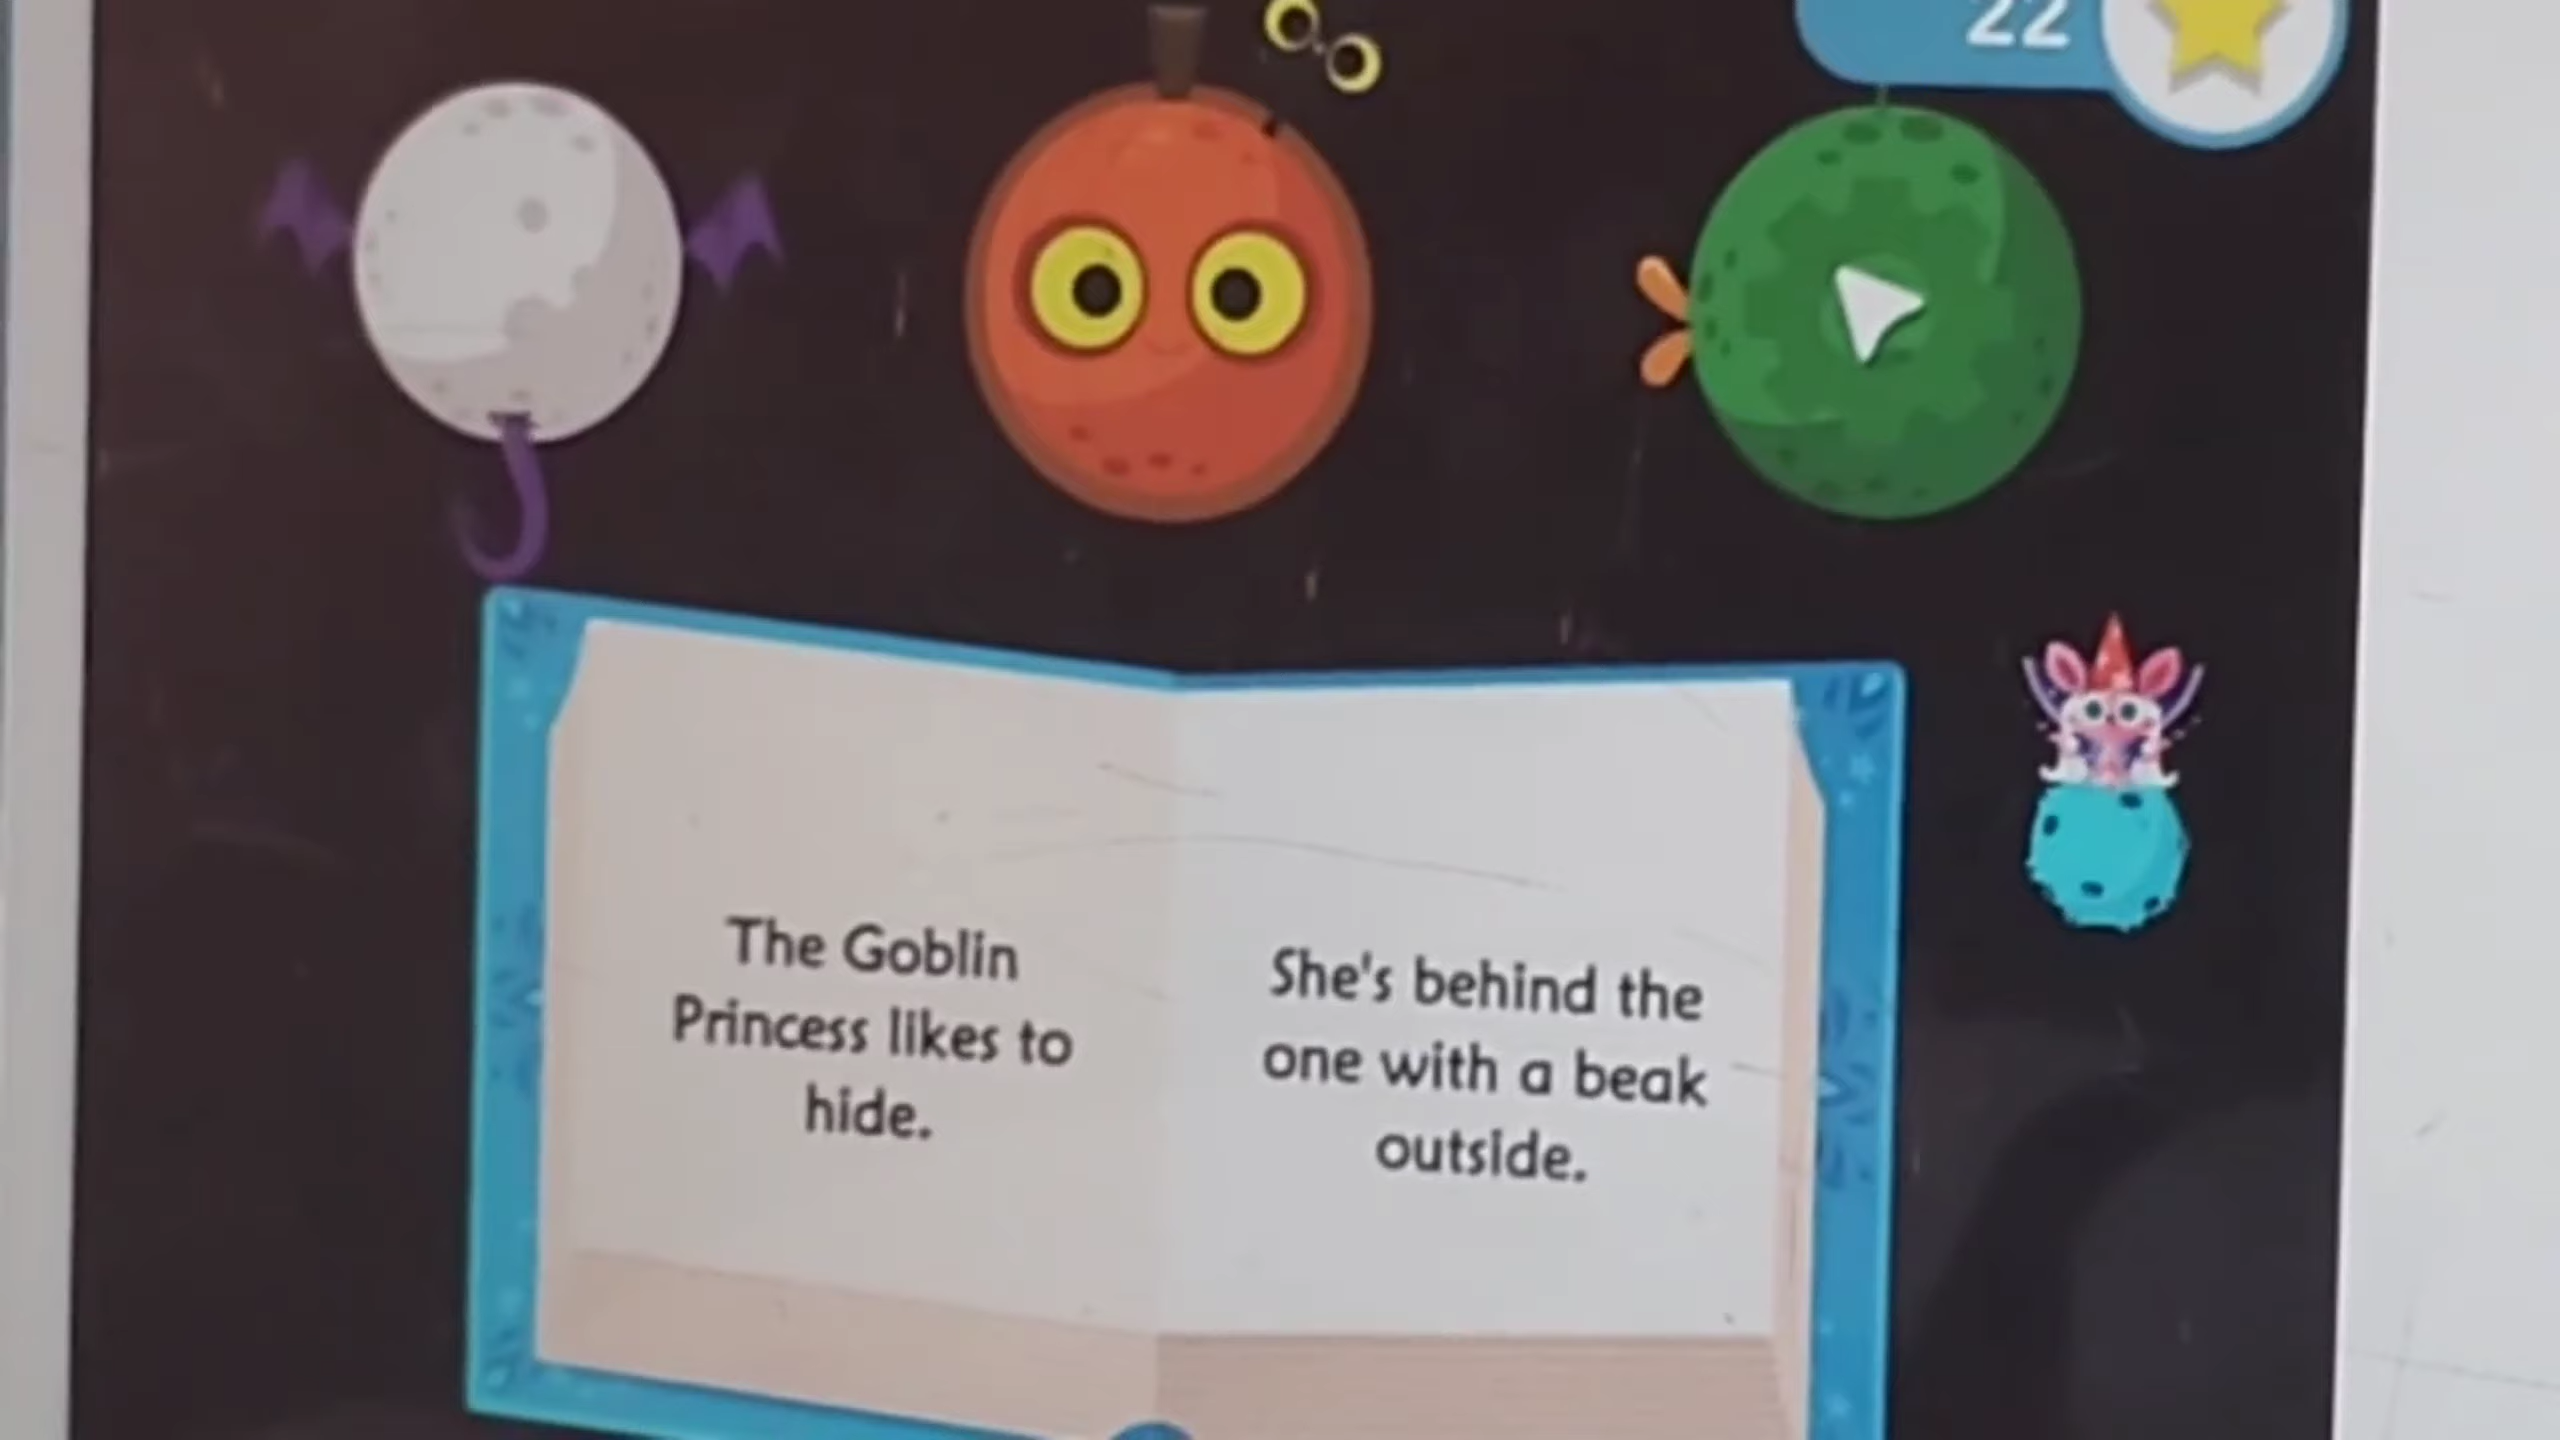 22
The Goblin
Princess likes to
hide.
She's behind the
one with a beak
outside.